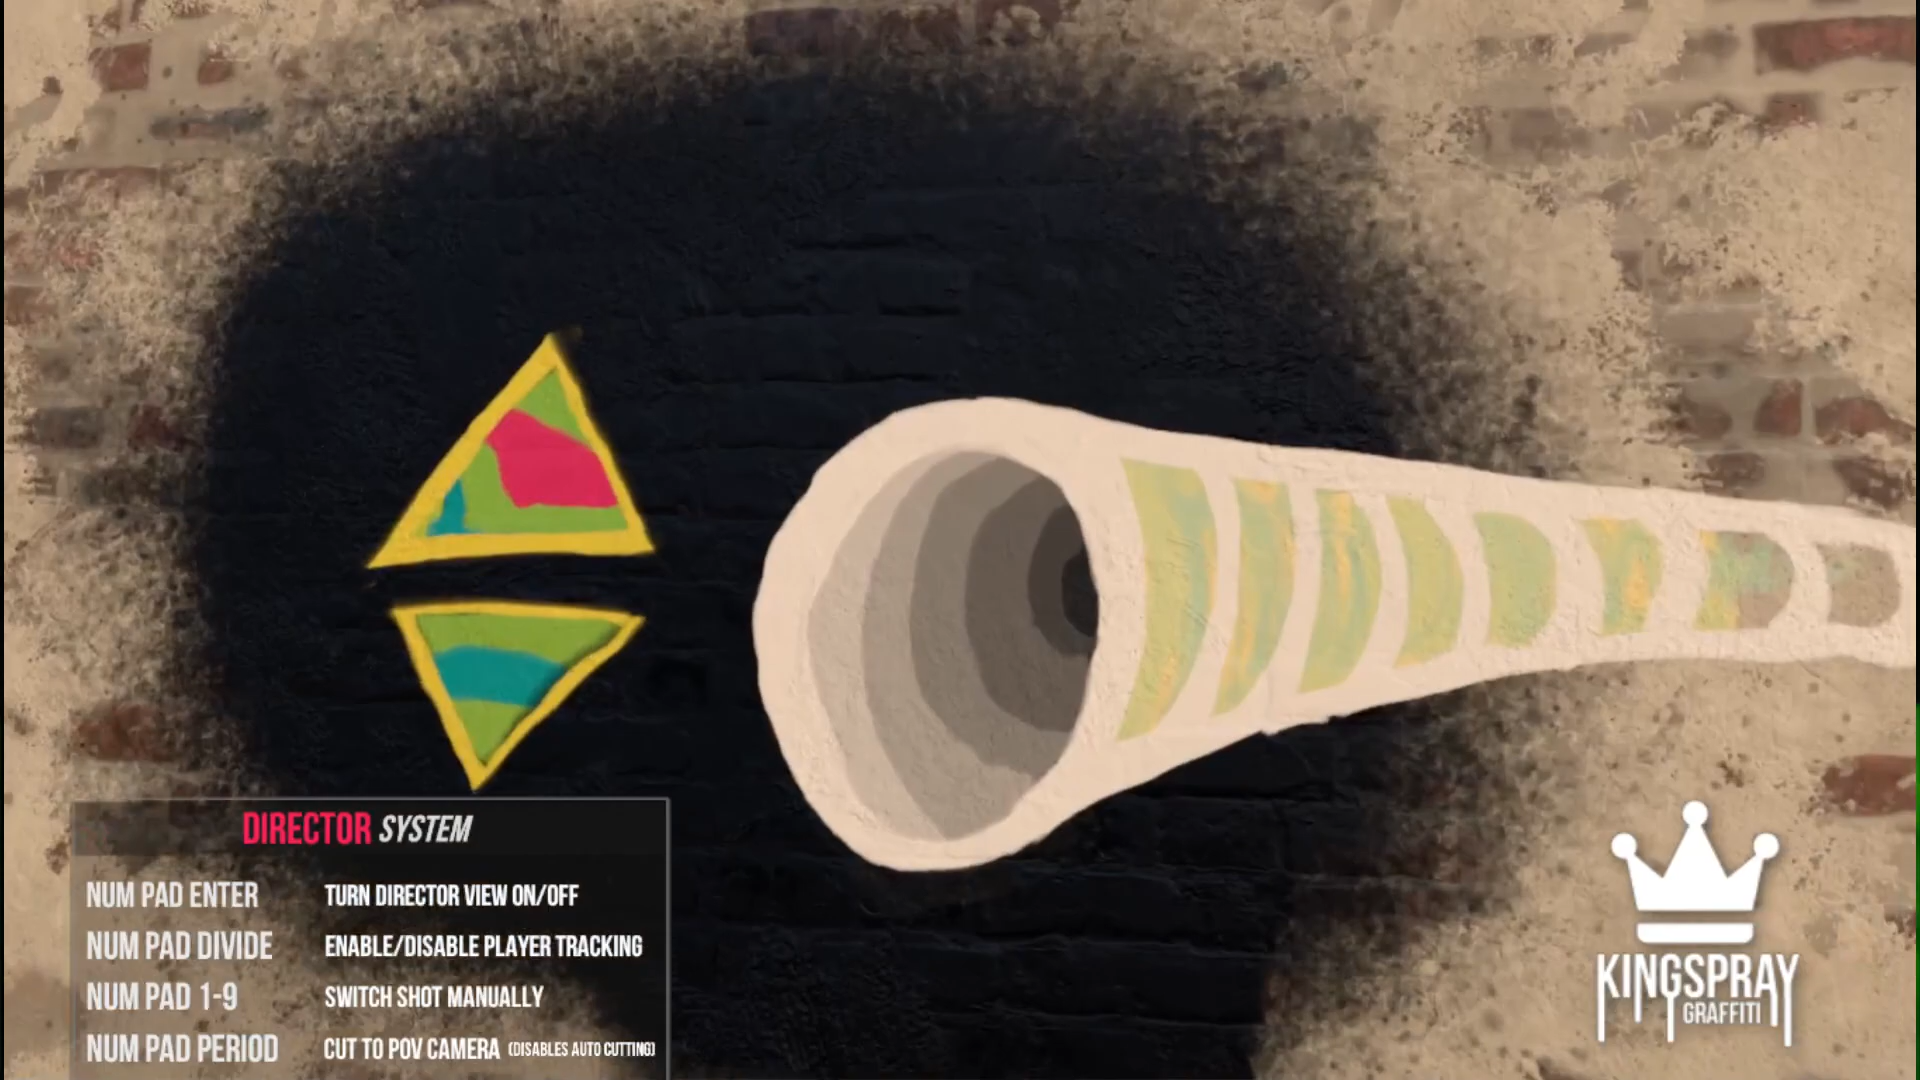 DIRECTOR SYSTEM
NUM PAD ENTER TURN DIRECTOR VIEW ON/OFF
NUM PAD DIVIDE ENABLE/DISABLE PLAYER TRACKING
NUM PAD 1-9 SWITCH SHOT MANUALLY
NUM PAD PERIOD CUT TO POV CAMERA (DISABLES AUTO CUTTING)
KINGSPRAY
GRAFFITI